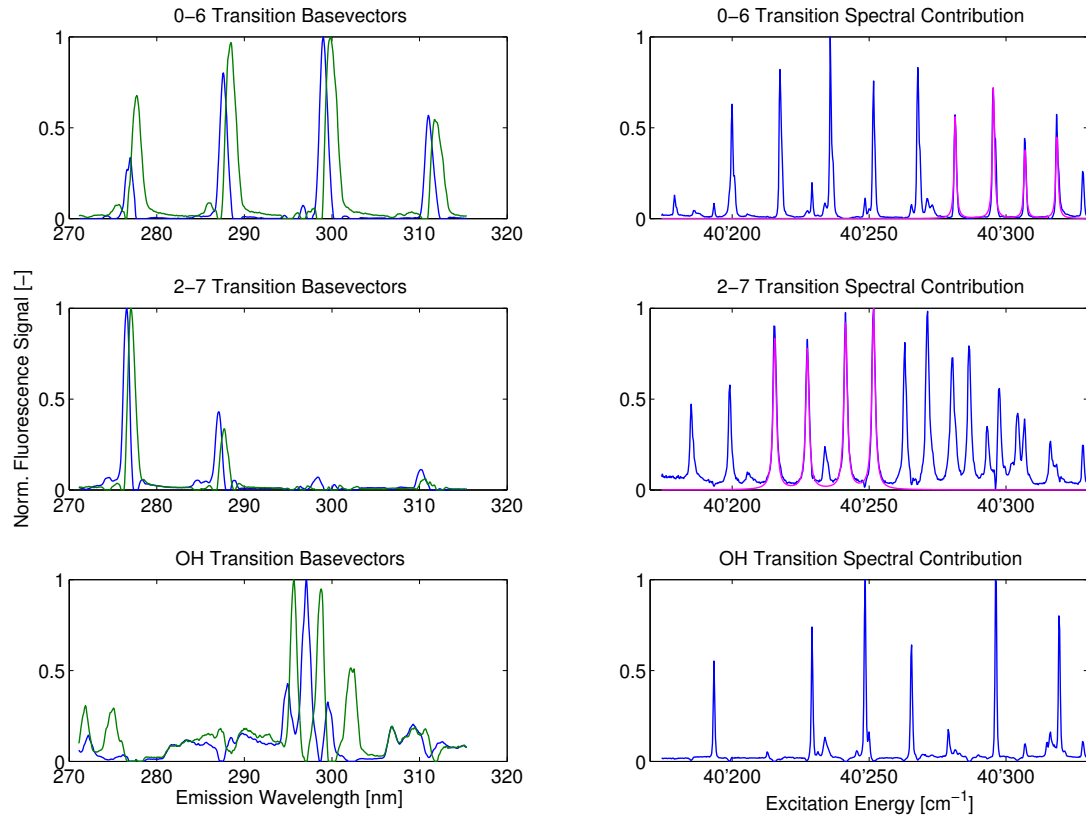 0−6 Transition Basevectors
1
0.5
0
270 280 290 300 310 320
0−6 Transition Spectral Contribution
1
0.5
0
40'200 40'250 40'300
2−7 Transition Basevectors
1
0.5
0
270 280 290 300 310 320
2−7 Transition Spectral Contribution
1
0.5
0
40'200 40'250 40'300
Norm. Fluorescence Signal [−]
OH Transition Basevectors
1
0.5
0
270 280 290 300 310 320
Emission Wavelength [nm]
OH Transition Spectral Contribution
1
0.5
0
40'200 40'250 40'300
Excitation Energy [cm⁻¹]